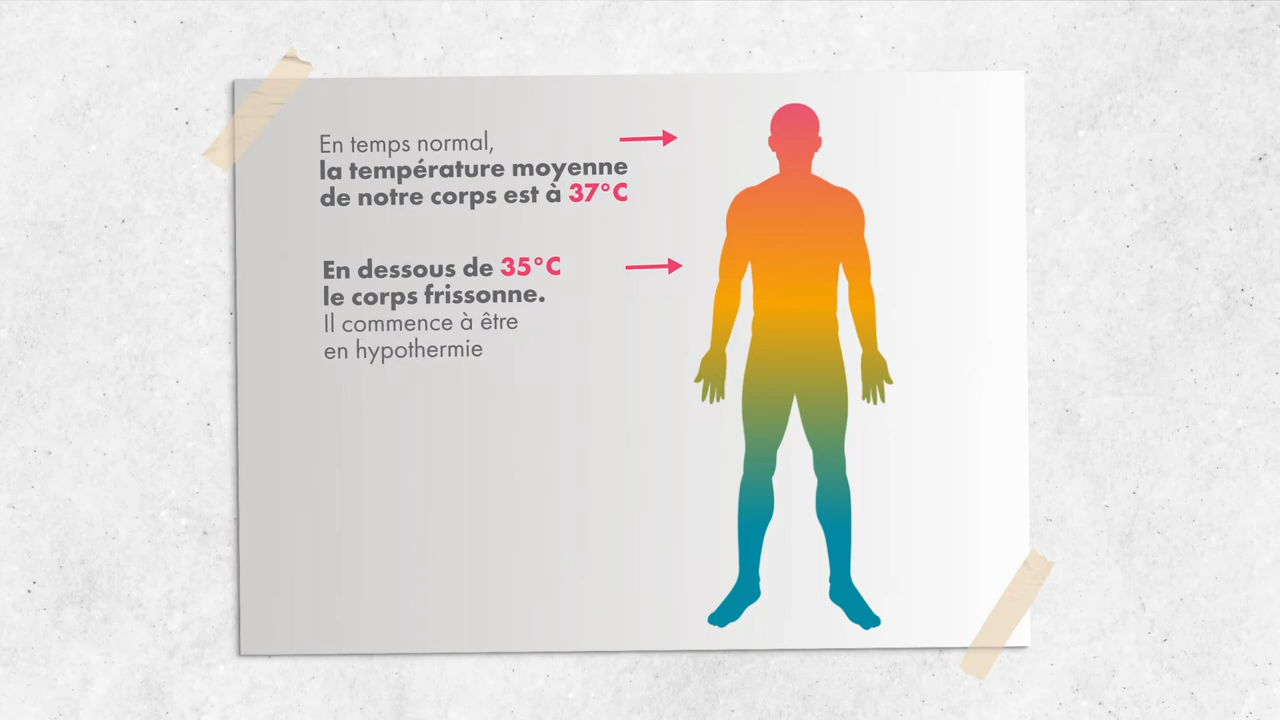 En temps normal,
la température moyenne
de notre corps est à 37°C
En dessous de 35°C
le corps frissonne.
Il commence à être
en hypothermie